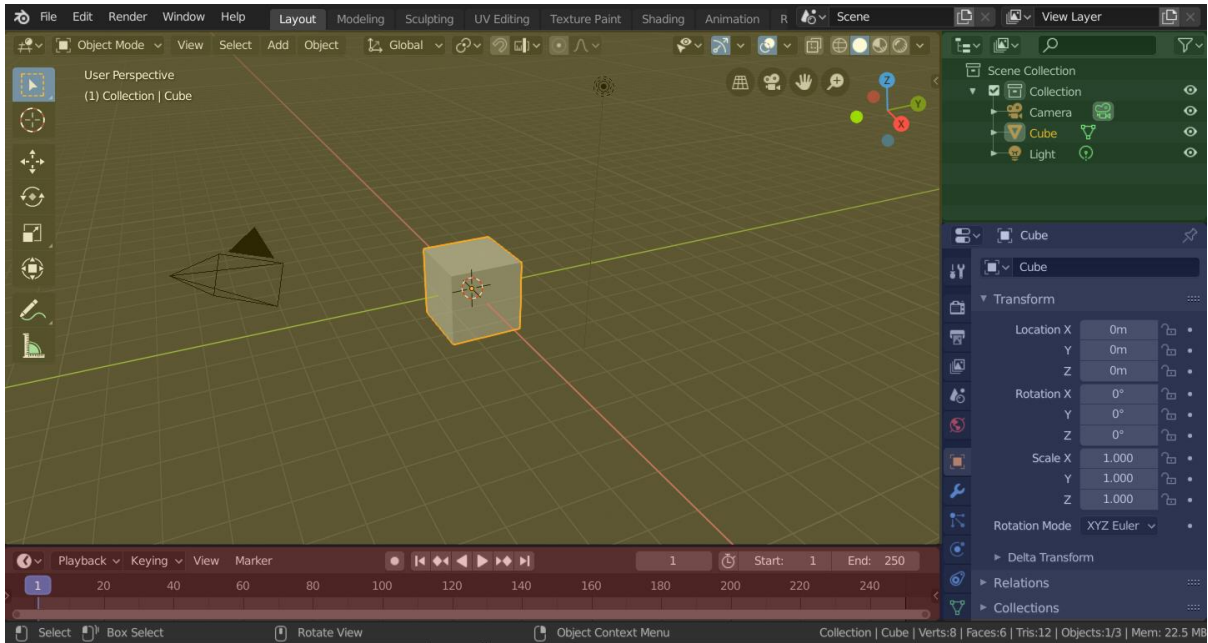 File Edit Render Window Help Layout Modeling Sculpting UV Editing Texture Paint Shading Animation R Scene View Layer
Object Mode View Select Add Object Global
User Perspective
(1) Collection | Cube
Z
Y
X
Scene Collection
Collection
Camera
Cube
Light
Cube
Cube
Transform
Location X 0m
Y 0m
Z 0m
Rotation X 0°
Y 0°
Z 0°
Scale X 1.000
Y 1.000
Z 1.000
Rotation Mode XYZ Euler
Delta Transform
Relations
Collections
Playback Keying View Marker 1 Start: 1 End: 250
1 20 40 60 80 100 120 140 160 180 200 220 240
Select Box Select Rotate View Object Context Menu Collection | Cube | Verts:8 | Faces:6 | Tris:12 | Objects:1/3 | Mem: 22.5 MB